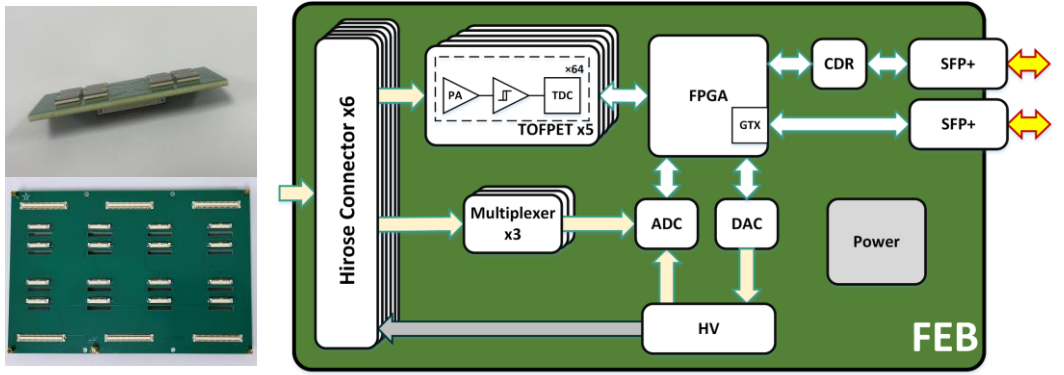 Hirose Connector x6
×64
PA
TDC
TOFPET x5
FPGA
GTX
CDR
SFP+
SFP+
Multiplexer
x3
ADC
DAC
Power
HV
FEB